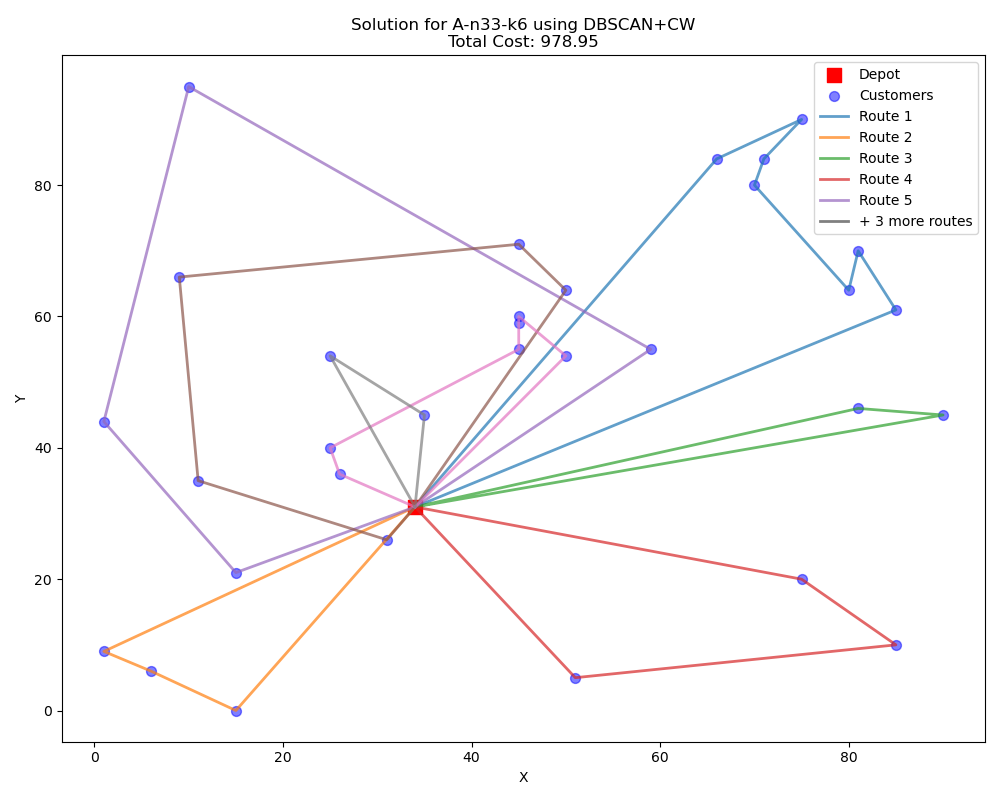 Solution for A-n33-k6 using DBSCAN+CW
Total Cost: 978.95
Depot
Customers
Route 1
Route 2
Route 3
Route 4
Route 5
+ 3 more routes
80
60
40
20
0
Y
0 20 40 60 80
X